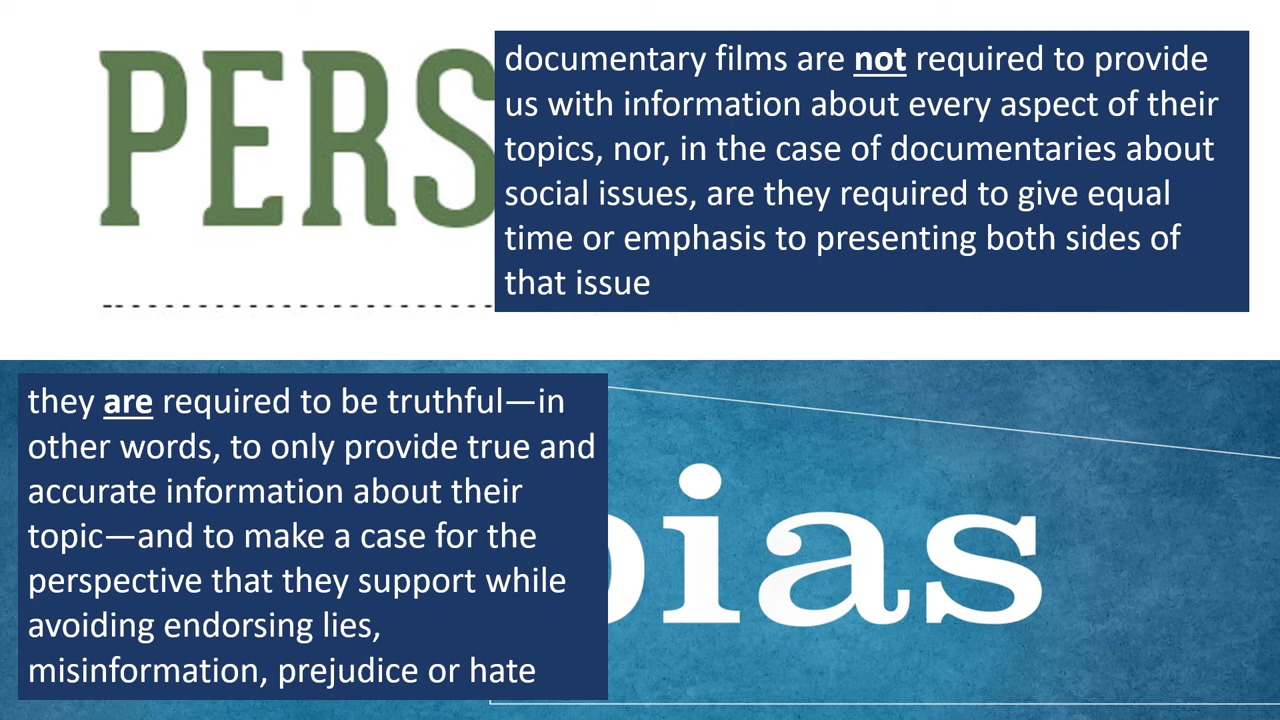 PERS
documentary films are not required to provide
us with information about every aspect of their
topics, nor, in the case of documentaries about
social issues, are they required to give equal
time or emphasis to presenting both sides of
that issue
they are required to be truthful—in
other words, to only provide true and
accurate information about their
topic—and to make a case for the
perspective that they support while
avoiding endorsing lies,
misinformation, prejudice or hate
bias